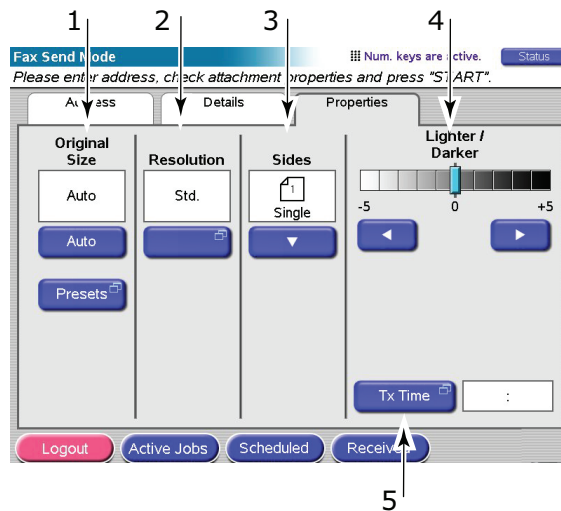 1 2 3 4
Fax Send Mode Num. keys are active. Status
Please enter address, check attachment properties and press "START".
Address Details Properties
Original
Size
Resolution
Sides
Lighter /
Darker
Auto
Std.
1
Single
-5 0 +5
Auto
Presets
Tx Time :
Logout Active Jobs Scheduled Received
5